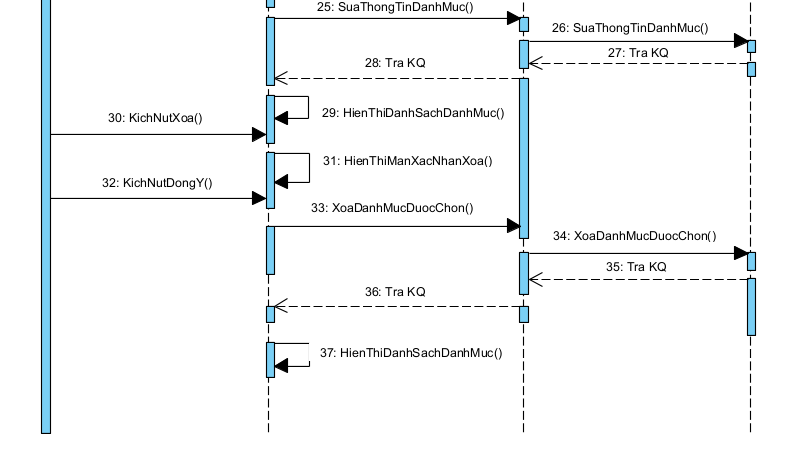 25: SuaThongTinDanhMuc()
26: SuaThongTinDanhMuc()
27: Tra KQ
28: Tra KQ
29: HienThiDanhSachDanhMuc()
30: KichNutXoa()
31: HienThiManXacNhanXoa()
32: KichNutDongY()
33: XoaDanhMucDuocChon()
34: XoaDanhMucDuocChon()
35: Tra KQ
36: Tra KQ
37: HienThiDanhSachDanhMuc()